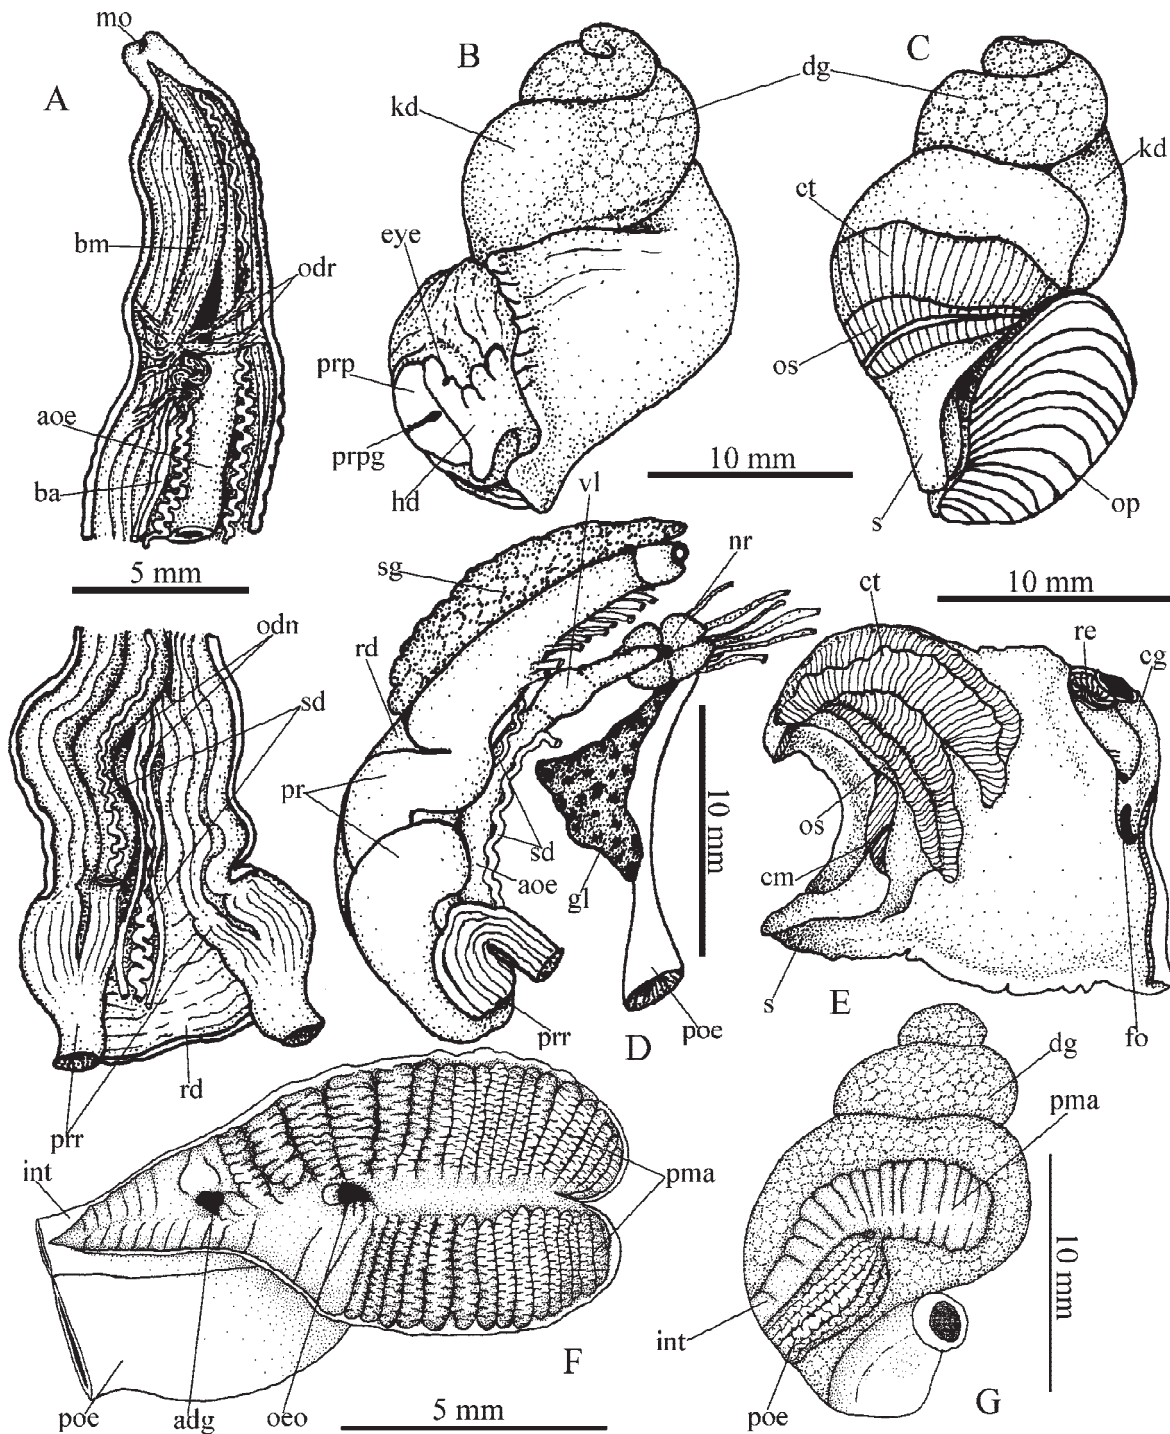 mo
A
B
C
dg
kd
kd
ct
bm
eye
odr
prp
os
aoe
prpg
ba
hd
10 mm
vl
s
op
5 mm
sg
nr
10 mm
ct
odn
rd
re
cg
sd
pr
10 mm
os
sd
aoe
gl
cm
s
E
prr
D
poe
fo
rd
dg
prr
int
pma
pma
10 mm
int
F
poe
adg
oeo
5 mm
poe
G